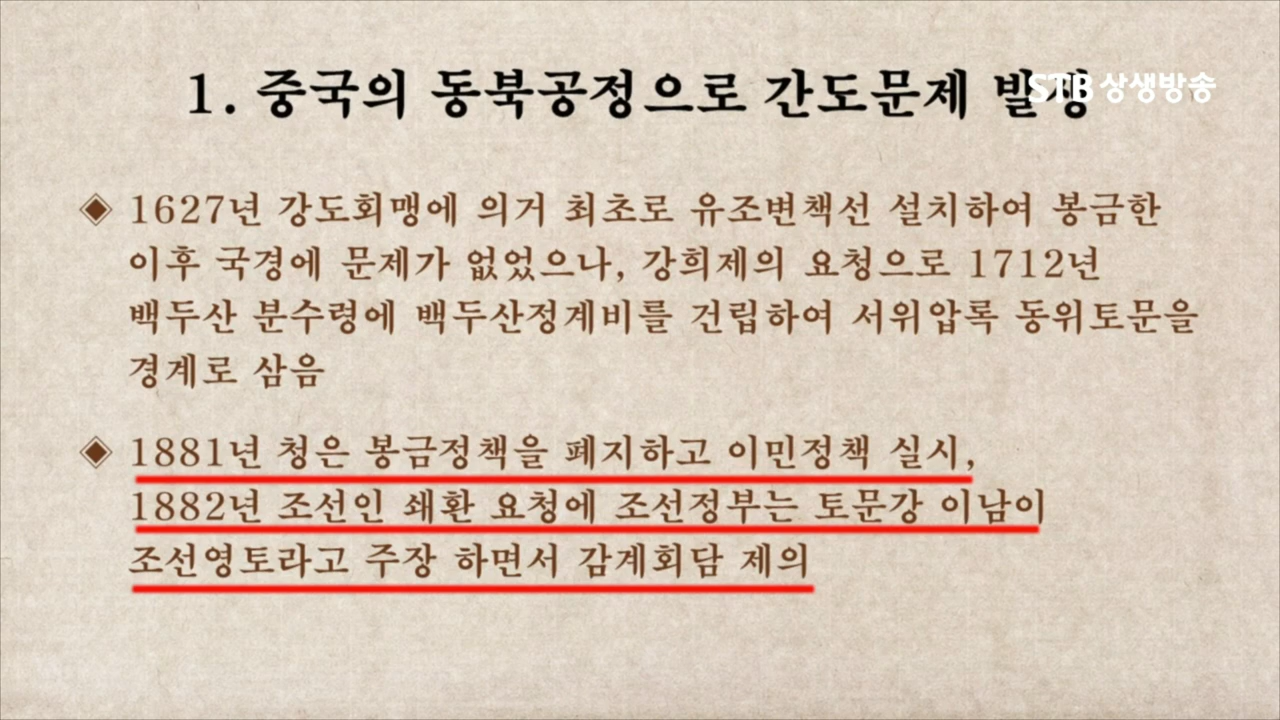 1. 중국의 동북공정으로 간도문제 발생
STB 상생방송
◈ 1627년 강도회맹에 의거 최초로 유조변책선 설치하여 봉금한
이후 국경에 문제가 없었으나, 강희제의 요청으로 1712년
백두산 분수령에 백두산정계비를 건립하여 서위압록 동위토문을
경계로 삼음
◈ 1881년 청은 봉금정책을 폐지하고 이민정책 실시,
1882년 조선인 쇄환 요청에 조선정부는 토문강 이남이
조선영토라고 주장 하면서 감계회담 제의